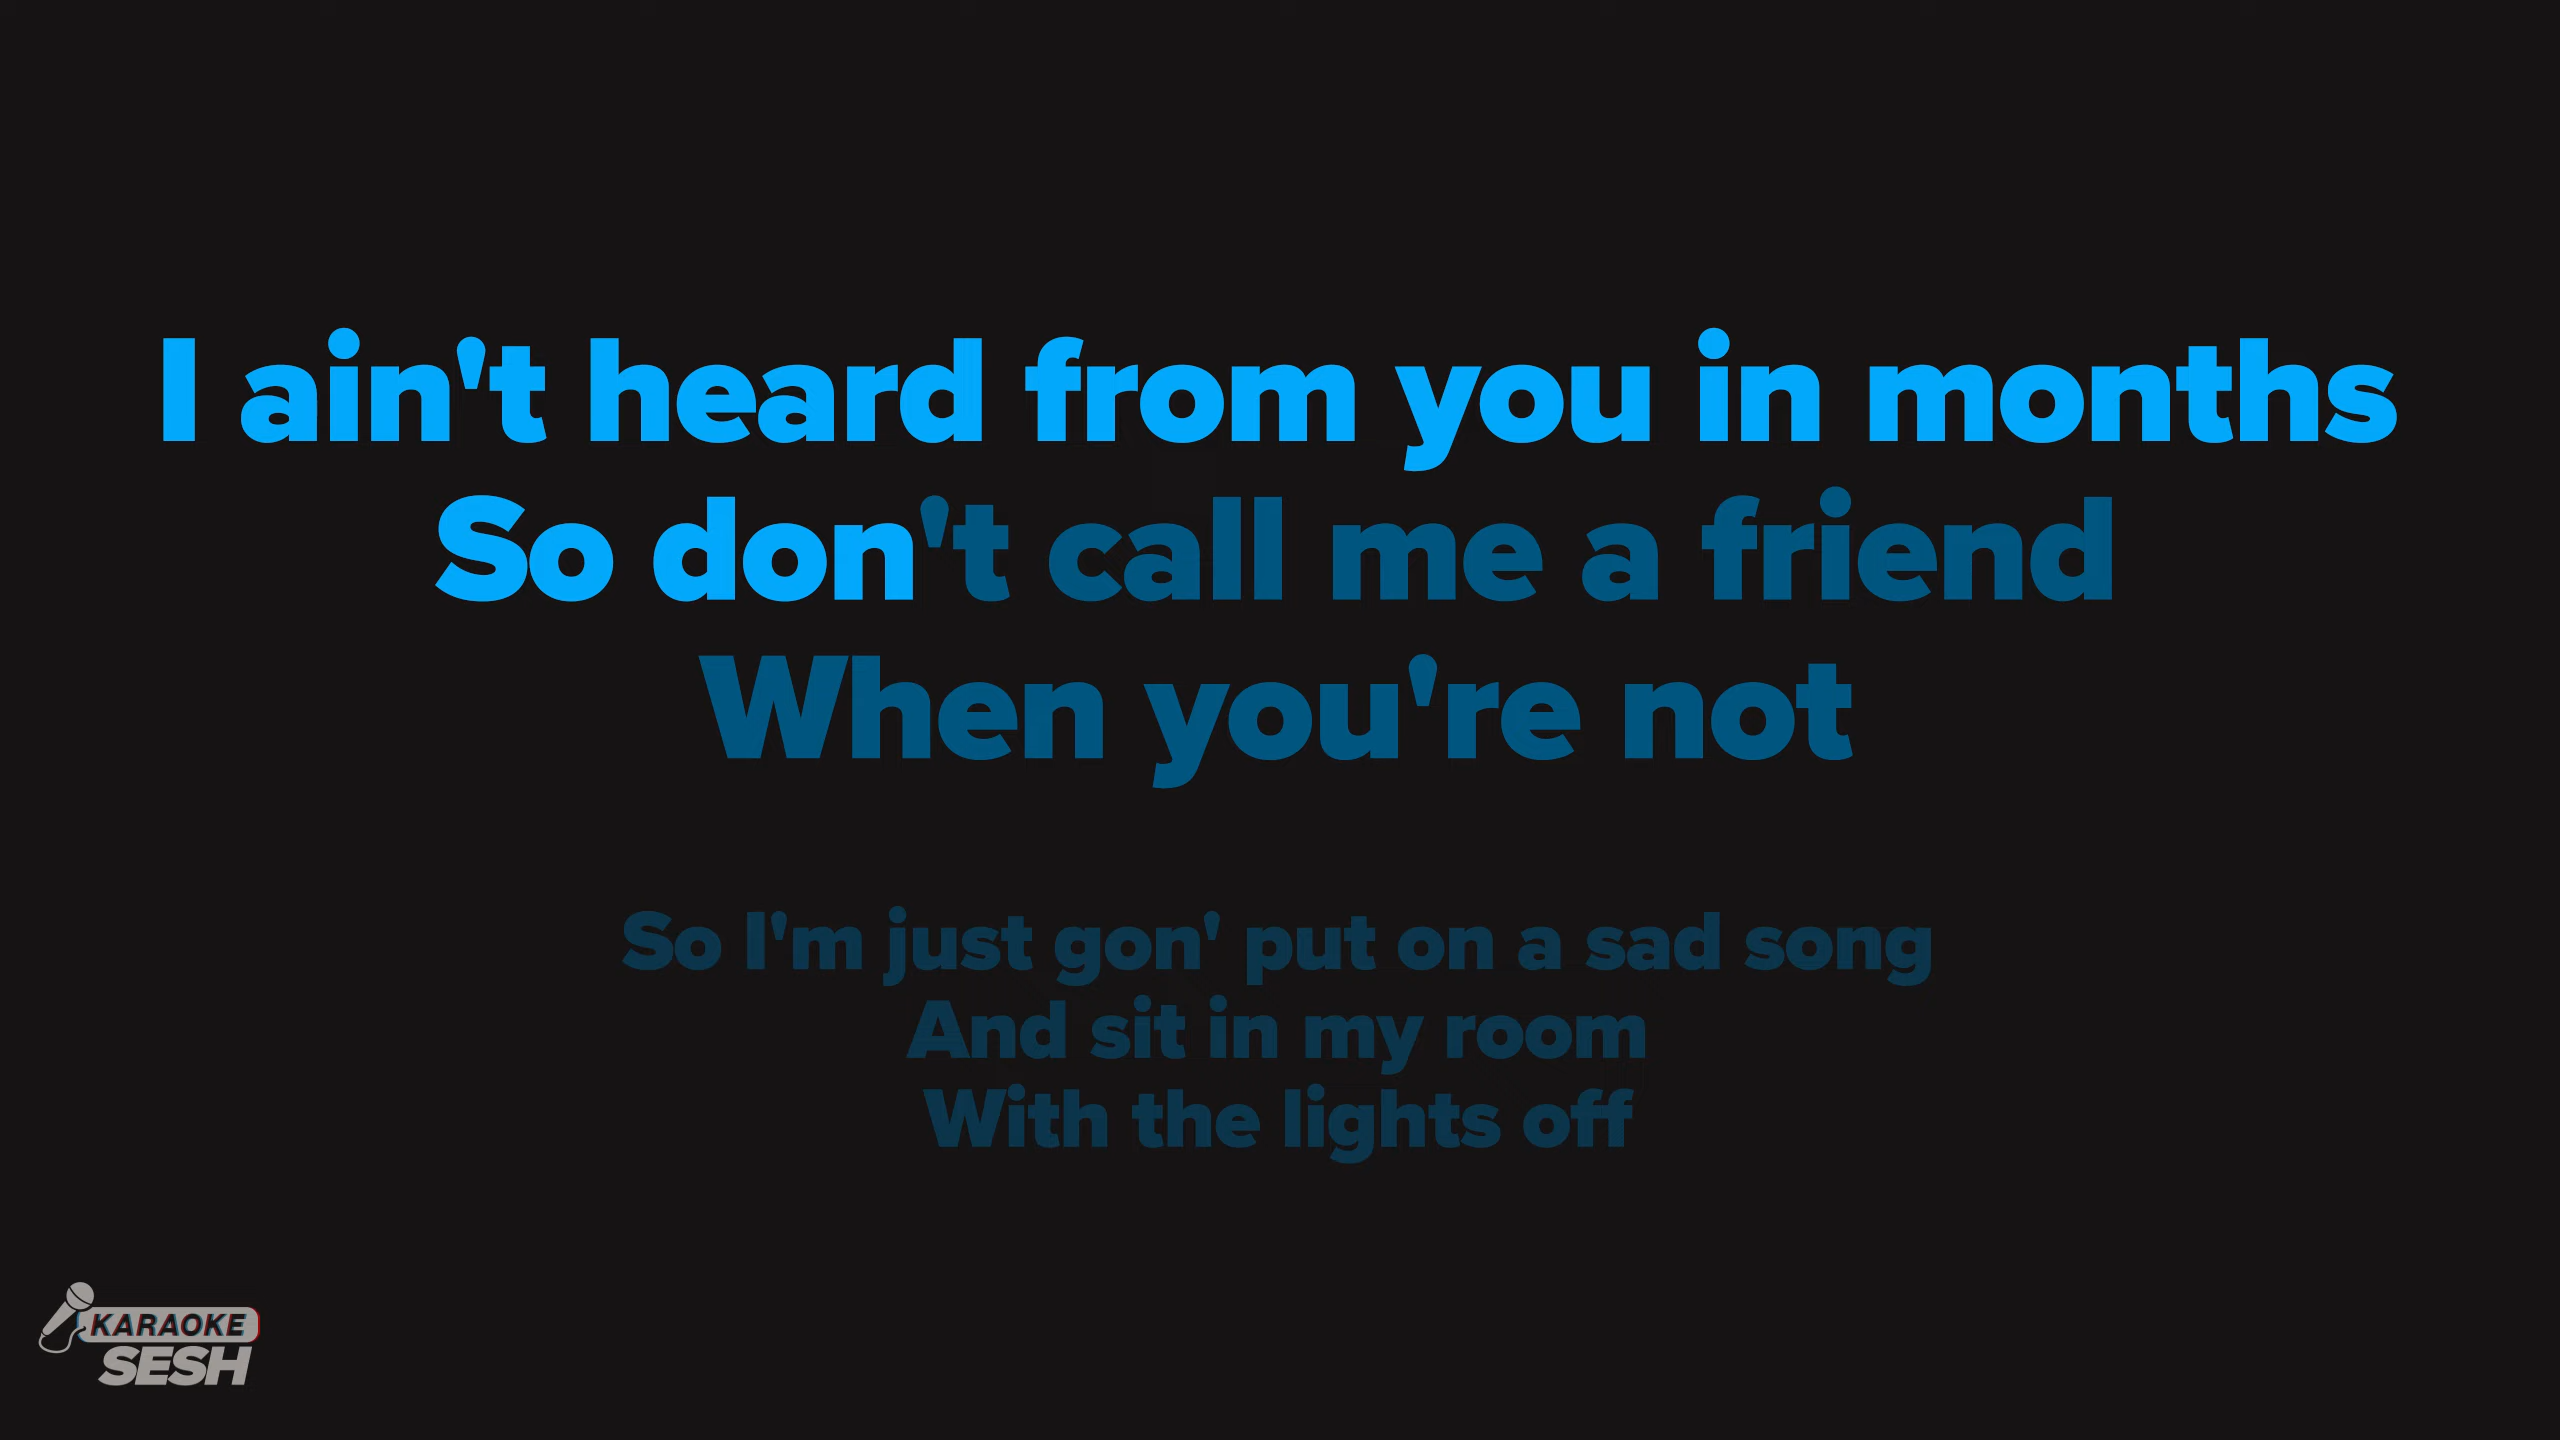 I ain't heard from you in months
So don't call me a friend
When you're not
So I'm just gon' put on a sad song
And sit in my room
With the lights off
KARAOKE
SESH